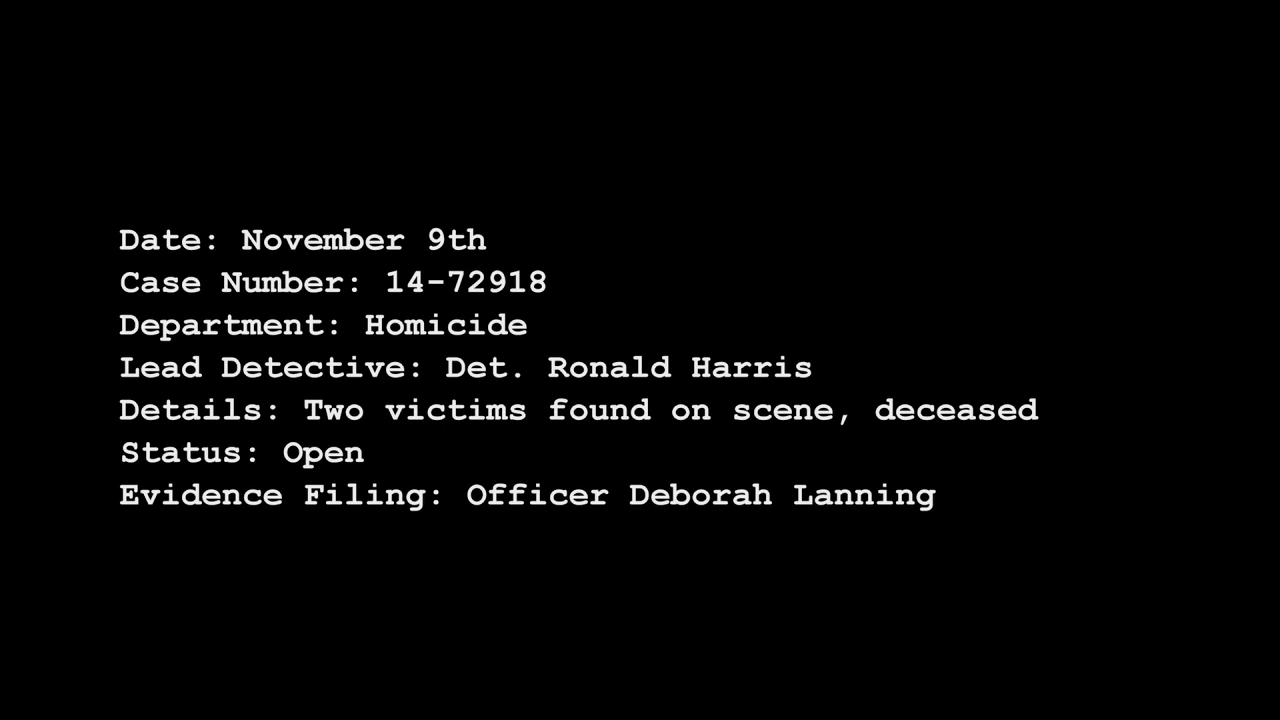 Date: November 9th
Case Number: 14-72918
Department: Homicide
Lead Detective: Det. Ronald Harris
Details: Two victims found on scene, deceased
Status: Open
Evidence Filing: Officer Deborah Lanning